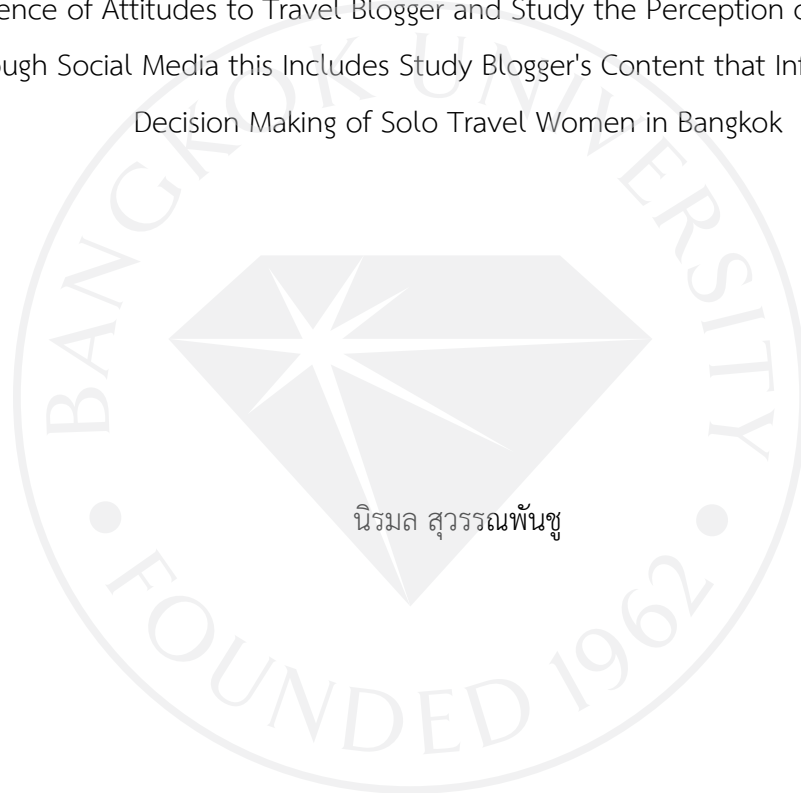 ence of Attitudes to Travel Blogger and Study the Perception
ugh Social Media this Includes Study Blogger's Content that
Decision Making of Solo Travel Women in Bangkok
BANGKOK UNIVERSITY
นิรมล สุวรรณพันชู
FOUNDED 1962